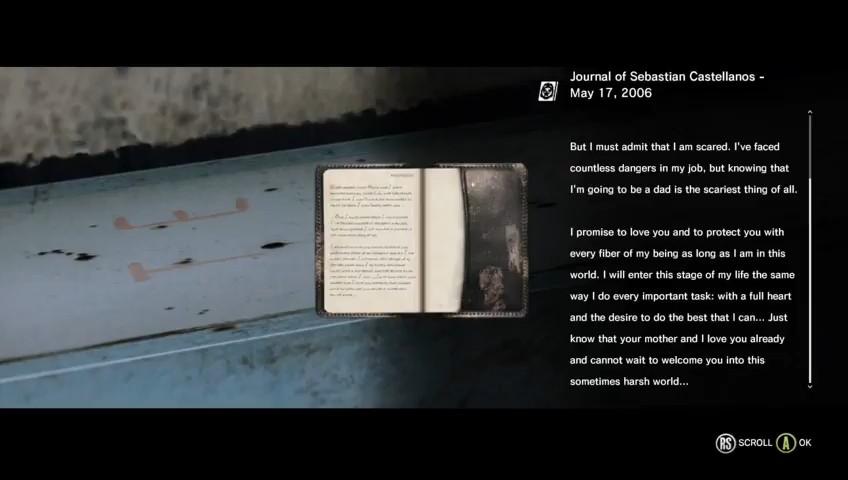 Journal of Sebastian Castellanos -
May 17, 2006
But I must admit that I am scared. I've faced
countless dangers in my job, but knowing that
I'm going to be a dad is the scariest thing of all.
I promise to love you and to protect you with
every fiber of my being as long as I am in this
world. I will enter this stage of my life the same
way I do every important task: with a full heart
and the desire to do the best that I can... Just
know that your mother and I love you already
and cannot wait to welcome you into this
sometimes harsh world...
RS SCROLL A OK